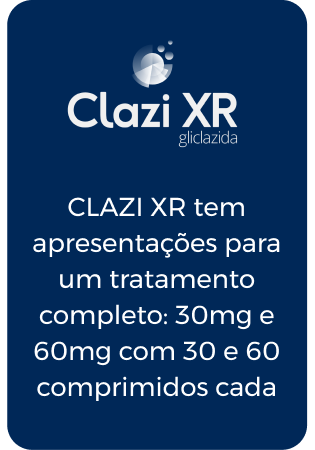 Clazi XR
gliclazida
CLAZI XR tem
apresentações para
um tratamento
completo: 30mg e
60mg com 30 e 60
comprimidos cada